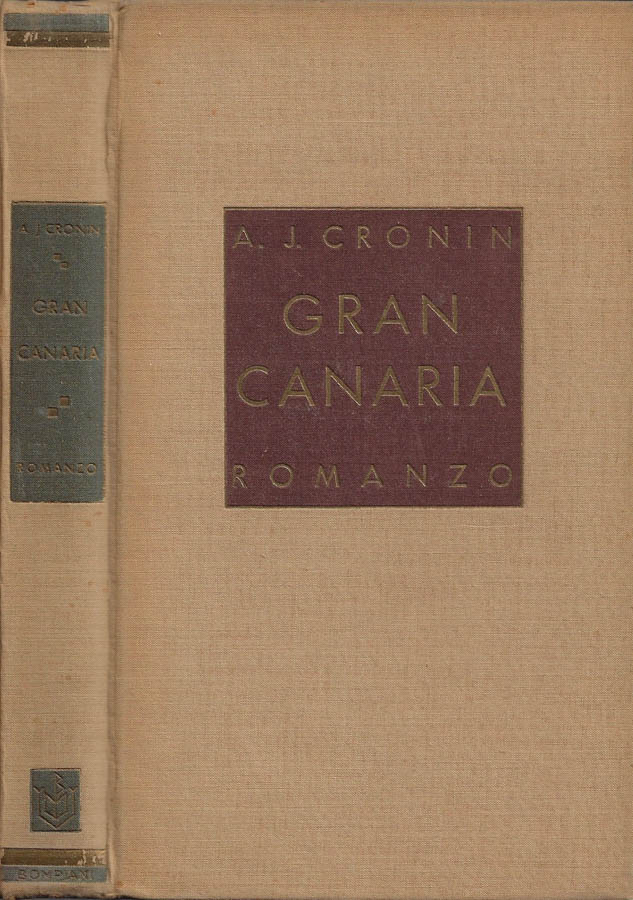 A. J. CRONIN
GRAN
CANARIA
ROMANZO
BOMPIANI
A. J. CRONIN
GRAN
CANARIA
ROMANZO